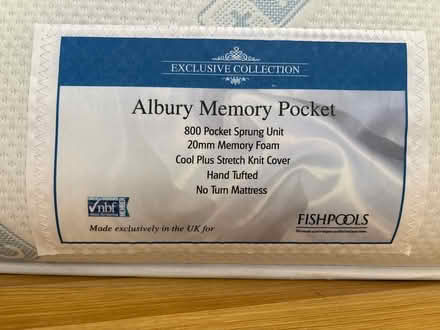 EXCLUSIVE COLLECTION
Albury Memory Pocket
800 Pocket Sprung Unit
20mm Memory Foam
Cool Plus Stretch Knit Cover
Hand Tufted
No Turn Mattress
nbf
MEMBER
Made exclusively in the UK for
FISHPOOLS